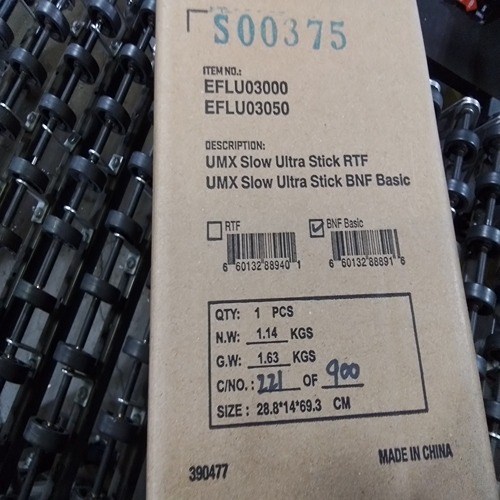 S00375
ITEM NO.:
EFLU03000
EFLU03050
DESCRIPTION:
UMX Slow Ultra Stick RTF
UMX Slow Ultra Stick BNF Basic
RTF
BNF Basic
6 60132 88940 1
6 60132 88891 6
QTY: 1 PCS
N.W: 1.14 KGS
G.W: 1.63 KGS
C/NO.: 221 OF 900
SIZE: 28.8*14*69.3 CM
390477
MADE IN CHINA